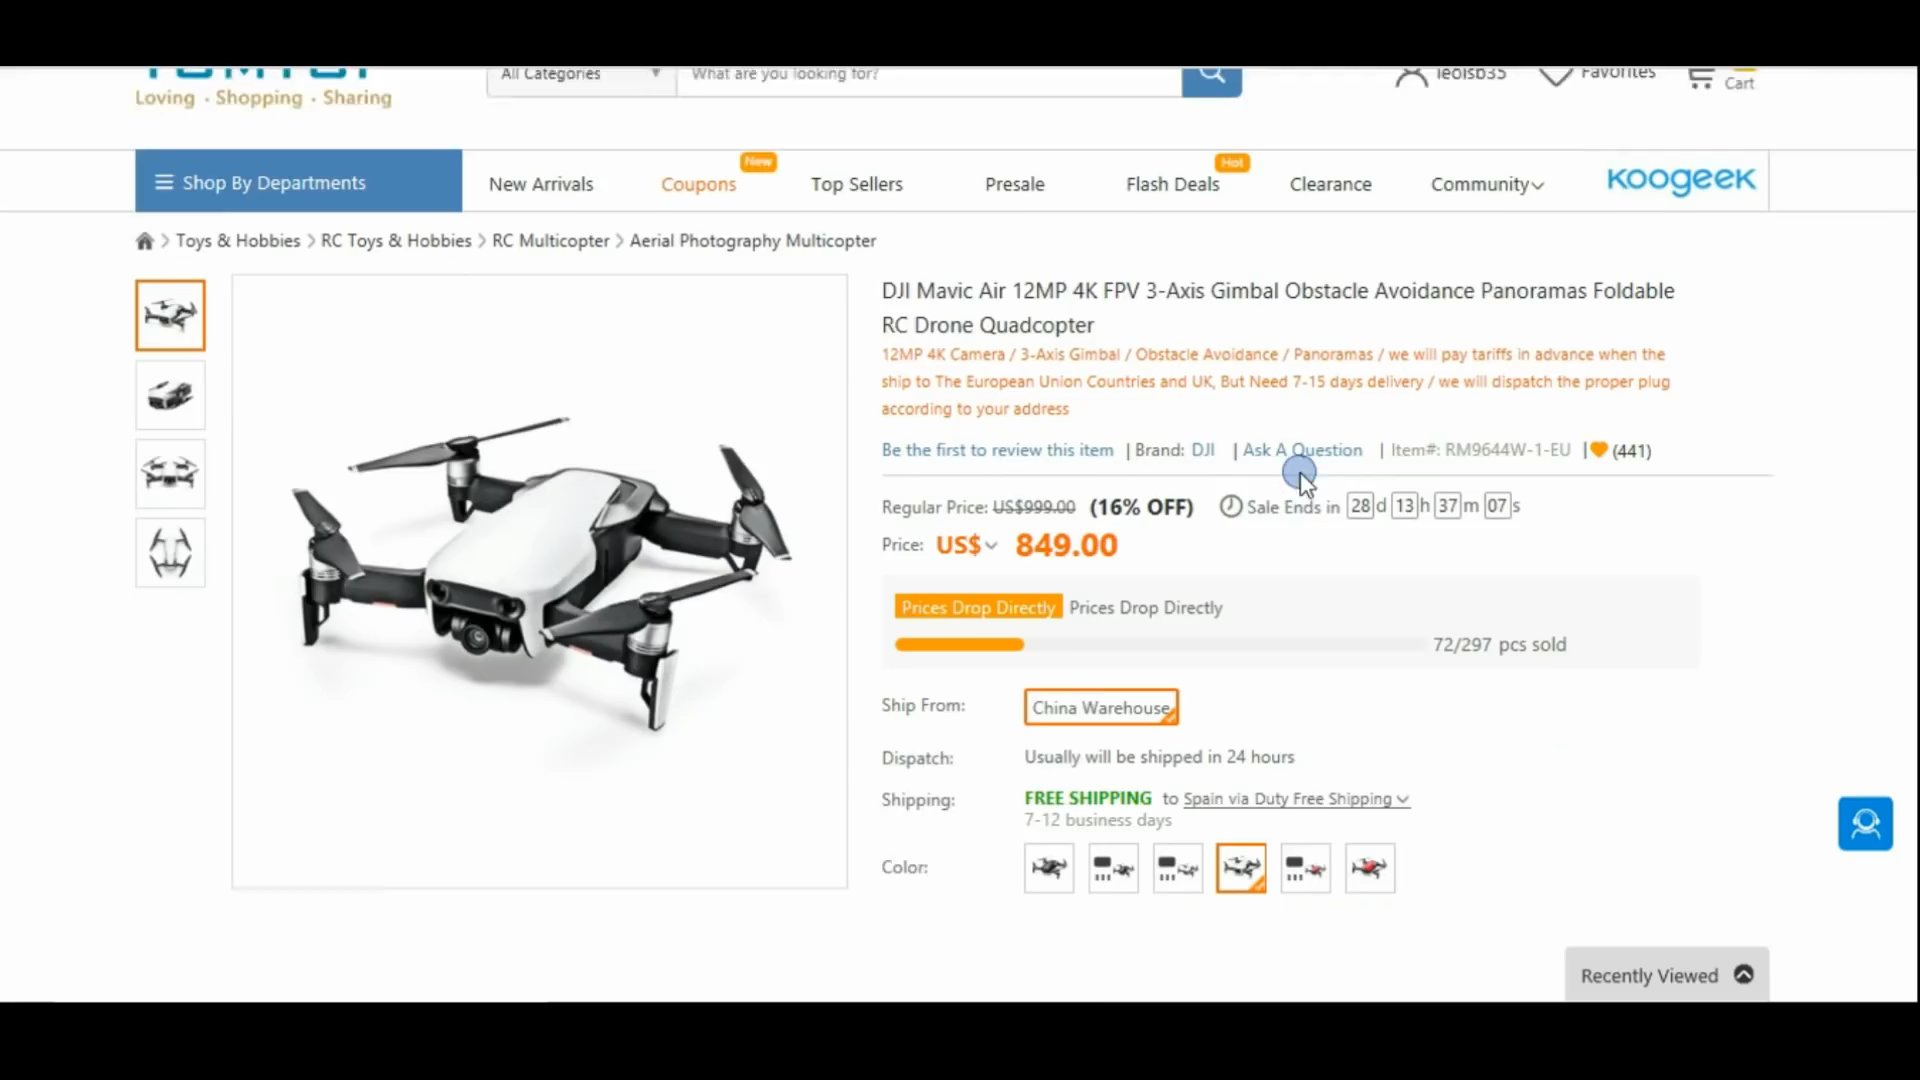 Loving · Shopping · Sharing
All Categories
What are you looking for?
leolsb35
Favorites
Cart
Shop By Departments
New Arrivals
Coupons
New
Top Sellers
Presale
Flash Deals
Hot
Clearance
Community
Koogeek
Toys & Hobbies > RC Toys & Hobbies > RC Multicopter > Aerial Photography Multicopter
DJI Mavic Air 12MP 4K FPV 3-Axis Gimbal Obstacle Avoidance Panoramas Foldable
RC Drone Quadcopter
12MP 4K Camera / 3-Axis Gimbal / Obstacle Avoidance / Panoramas / we will pay tariffs in advance when the
ship to The European Union Countries and UK, But Need 7-15 days delivery / we will dispatch the proper plug
according to your address
Be the first to review this item | Brand: DJI | Ask A Question | Item#: RM9644W-1-EU | (441)
Regular Price: US$999.00 (16% OFF) Sale Ends in 28d 13h 37m 07s
Price: US$ 849.00
Prices Drop Directly Prices Drop Directly
72/297 pcs sold
Ship From: China Warehouse
Dispatch: Usually will be shipped in 24 hours
Shipping: FREE SHIPPING to Spain via Duty Free Shipping
7-12 business days
Color:
Recently Viewed